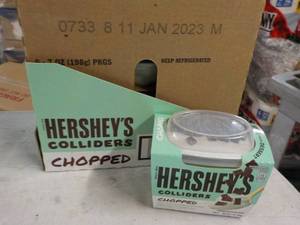 0733 8 11 JAN 2023 M
7 OZ (198g) PKGS
KEEP REFRIGERATED
HERSHEY'S
COLLIDERS
CHOPPED
HERSHEY'S
COLLIDERS
CHOPPED